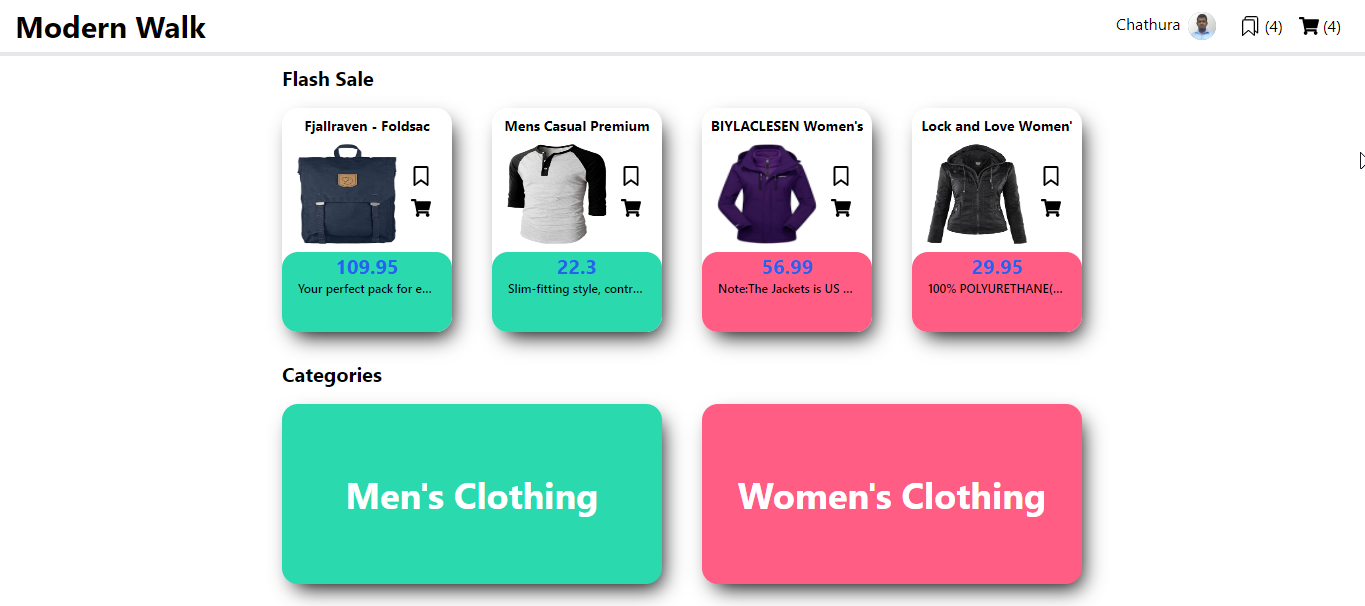 Modern Walk
Chathura
(4)
(4)
Flash Sale
Fjallraven - Foldsac
Mens Casual Premium
BIYLACLESEN Women's
Lock and Love Women'
109.95
22.3
56.99
29.95
Your perfect pack for e...
Slim-fitting style, contr...
Note:The Jackets is US ...
100% POLYURETHANE(...
Categories
Men's Clothing
Women's Clothing